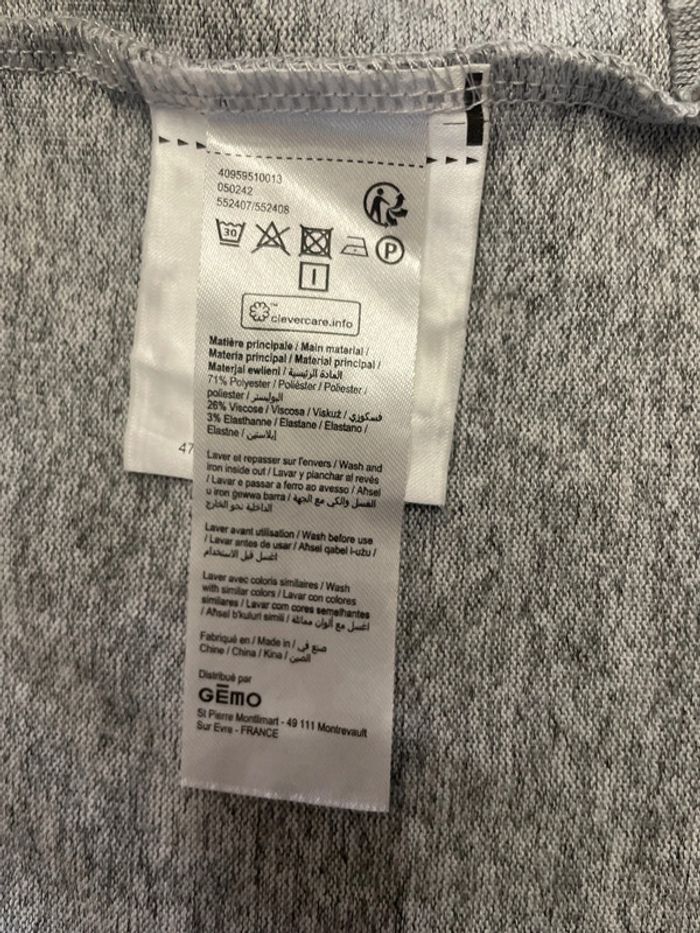 40959510013
050242
552407/552408
30
P
I
clevercare.info
™
Matière principale / Main material /
Materia principal / Material principal /
Materjal ewlieni / المادة الرئيسية
71% Polyester / Poliéster / Poliester /
poliester / البوليستر
26% Viscose / Viscosa / Viskuż / فسكوزي
3% Elasthanne / Elastane / Elastano /
Elastne / إيلاستين
47
Laver et repasser sur l'envers / Wash and
iron inside out / Lavar y planchar al revés
/ Lavar e passar a ferro ao avesso / Aħsel
u iron ġewwa barra / الغسل والكي مع الجهة
الداخلية نحو الخارج
Laver avant utilisation / Wash before use
/ Lavar antes de usar / Aħsel qabel l-użu /
اغسل قبل الاستخدام
Laver avec coloris similaires / Wash
with similar colors / Lavar con colores
similares / Lavar com cores semelhantes
/ Aħsel b'kuluri simili / اغسل مع ألوان مماثلة
Fabriqué en / Made in / صنع في
Chine / China / Kina / الصين
Distribué par
GĒMO
St Pierre Montlimart - 49 111 Montrevault
Sur Evre - FRANCE